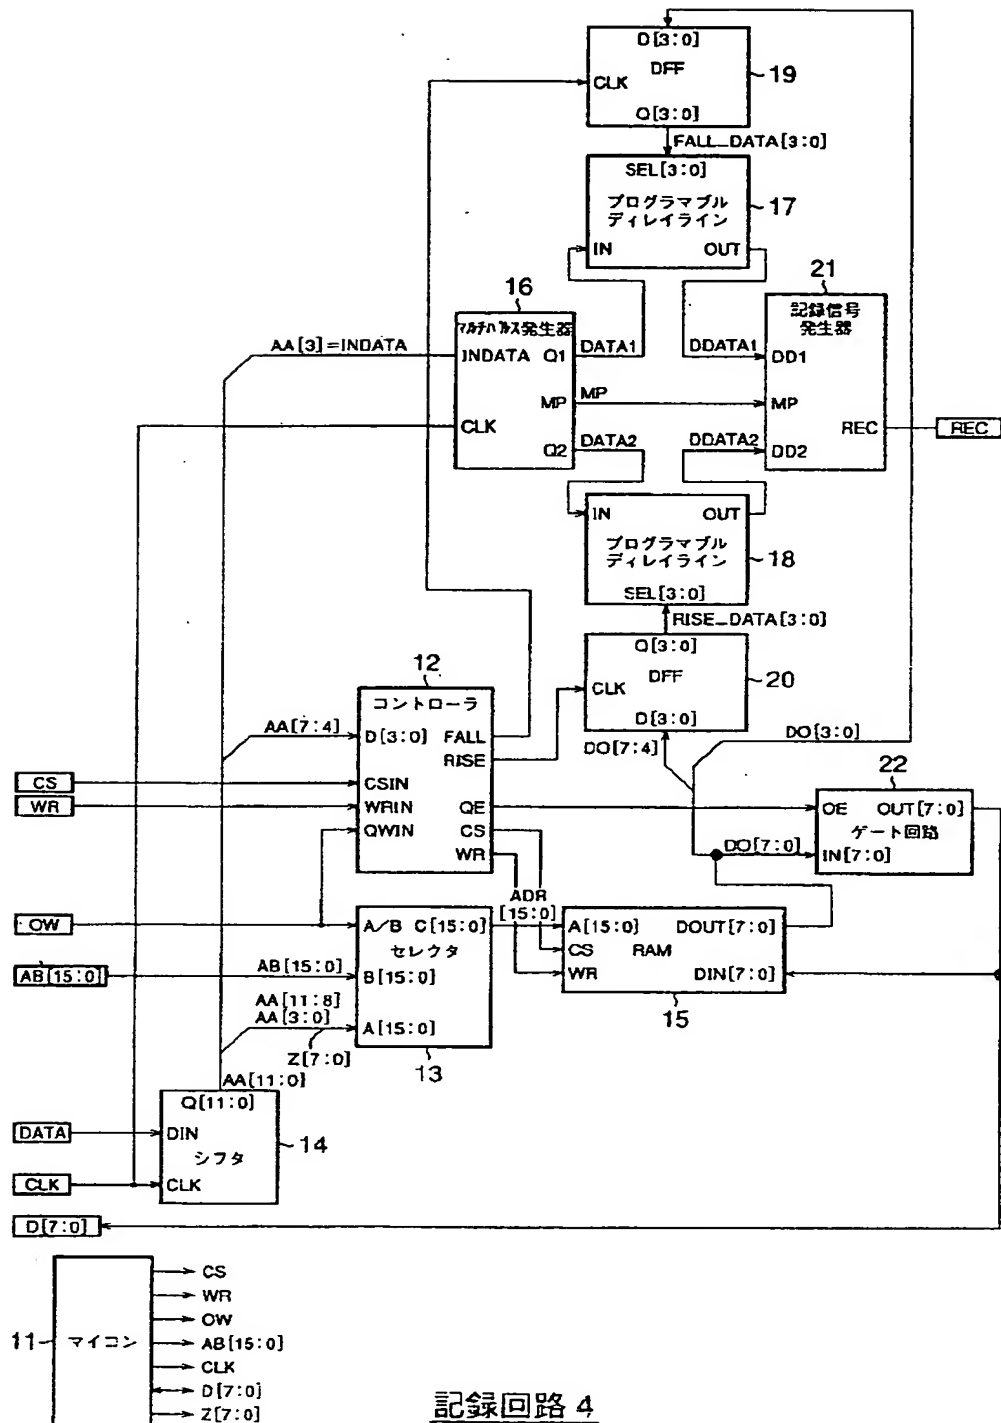 D[3:0]
DFF
CLK
19
Q[3:0]
FALL_DATA[3:0]
SEL[3:0]
プログラマブル
ディレイライン
17
IN OUT
16
マルチパルス発生器
21
記録信号
発生器
AA[3]=INDATA
INDATA Q1
DATA1
DDATA1
DD1
MP
MP
MP
CLK
REC
REC
Q2
DATA2
DDATA2
DD2
IN OUT
プログラマブル
ディレイライン
18
SEL[3:0]
RISE_DATA[3:0]
Q[3:0]
DFF
20
CLK
D[3:0]
12
コントローラ
AA[7:4]
D[3:0] FALL
RISE
DO[7:4]
DO[3:0]
CS
CSIN
WR
WRIN
QE
QWIN
CS
WR
22
OE OUT[7:0]
ゲート回路
DO[7:0]
IN[7:0]
ADR
[15:0]
OW
A/B C[15:0]
セレクタ
A[15:0] DOUT[7:0]
CS RAM
WR DIN[7:0]
15
AB[15:0]
AB[15:0]
B[15:0]
AA[11:8]
AA[3:0]
A[15:0]
Z[7:0]
13
AA[11:0]
Q[11:0]
DATA
DIN
14
シフタ
CLK
CLK
D[7:0]
11
マイコン
CS
WR
OW
AB[15:0]
CLK
D[7:0]
Z[7:0]
記録回路 4